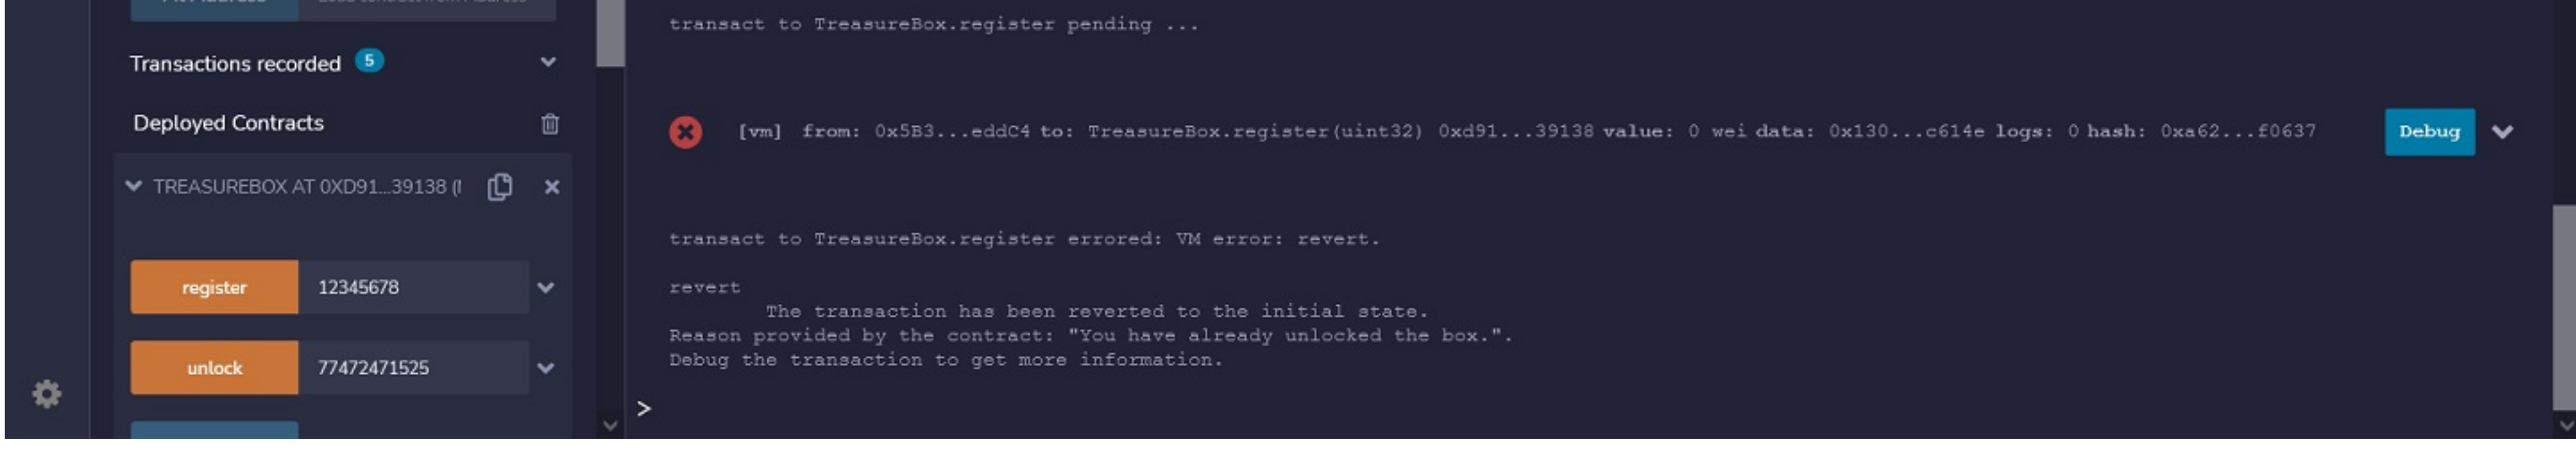 Transactions recorded 5
Deployed Contracts
TREASUREBOX AT 0XD91...39138 (
register 12345678
unlock 77472471525
transact to TreasureBox.register pending ...
[vm] from: 0x5B3...eddC4 to: TreasureBox.register(uint32) 0xd91...39138 value: 0 wei data: 0x130...c614e logs: 0 hash: 0xa62...f0637
Debug
transact to TreasureBox.register errored: VM error: revert.
revert
The transaction has been reverted to the initial state.
Reason provided by the contract: "You have already unlocked the box.".
Debug the transaction to get more information.
>